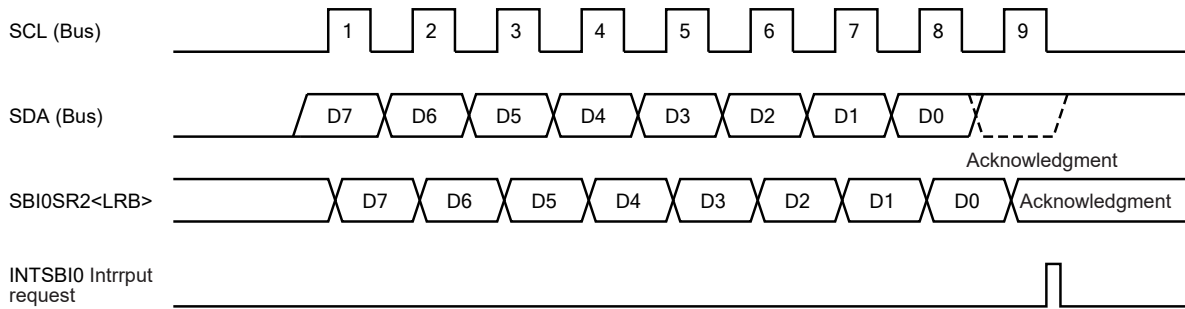 SCL (Bus) 1 2 3 4 5 6 7 8 9
SDA (Bus) D7 D6 D5 D4 D3 D2 D1 D0
Acknowledgment
SBI0SR2<LRB> D7 D6 D5 D4 D3 D2 D1 D0 Acknowledgment
INTSBI0 Intrrput
request